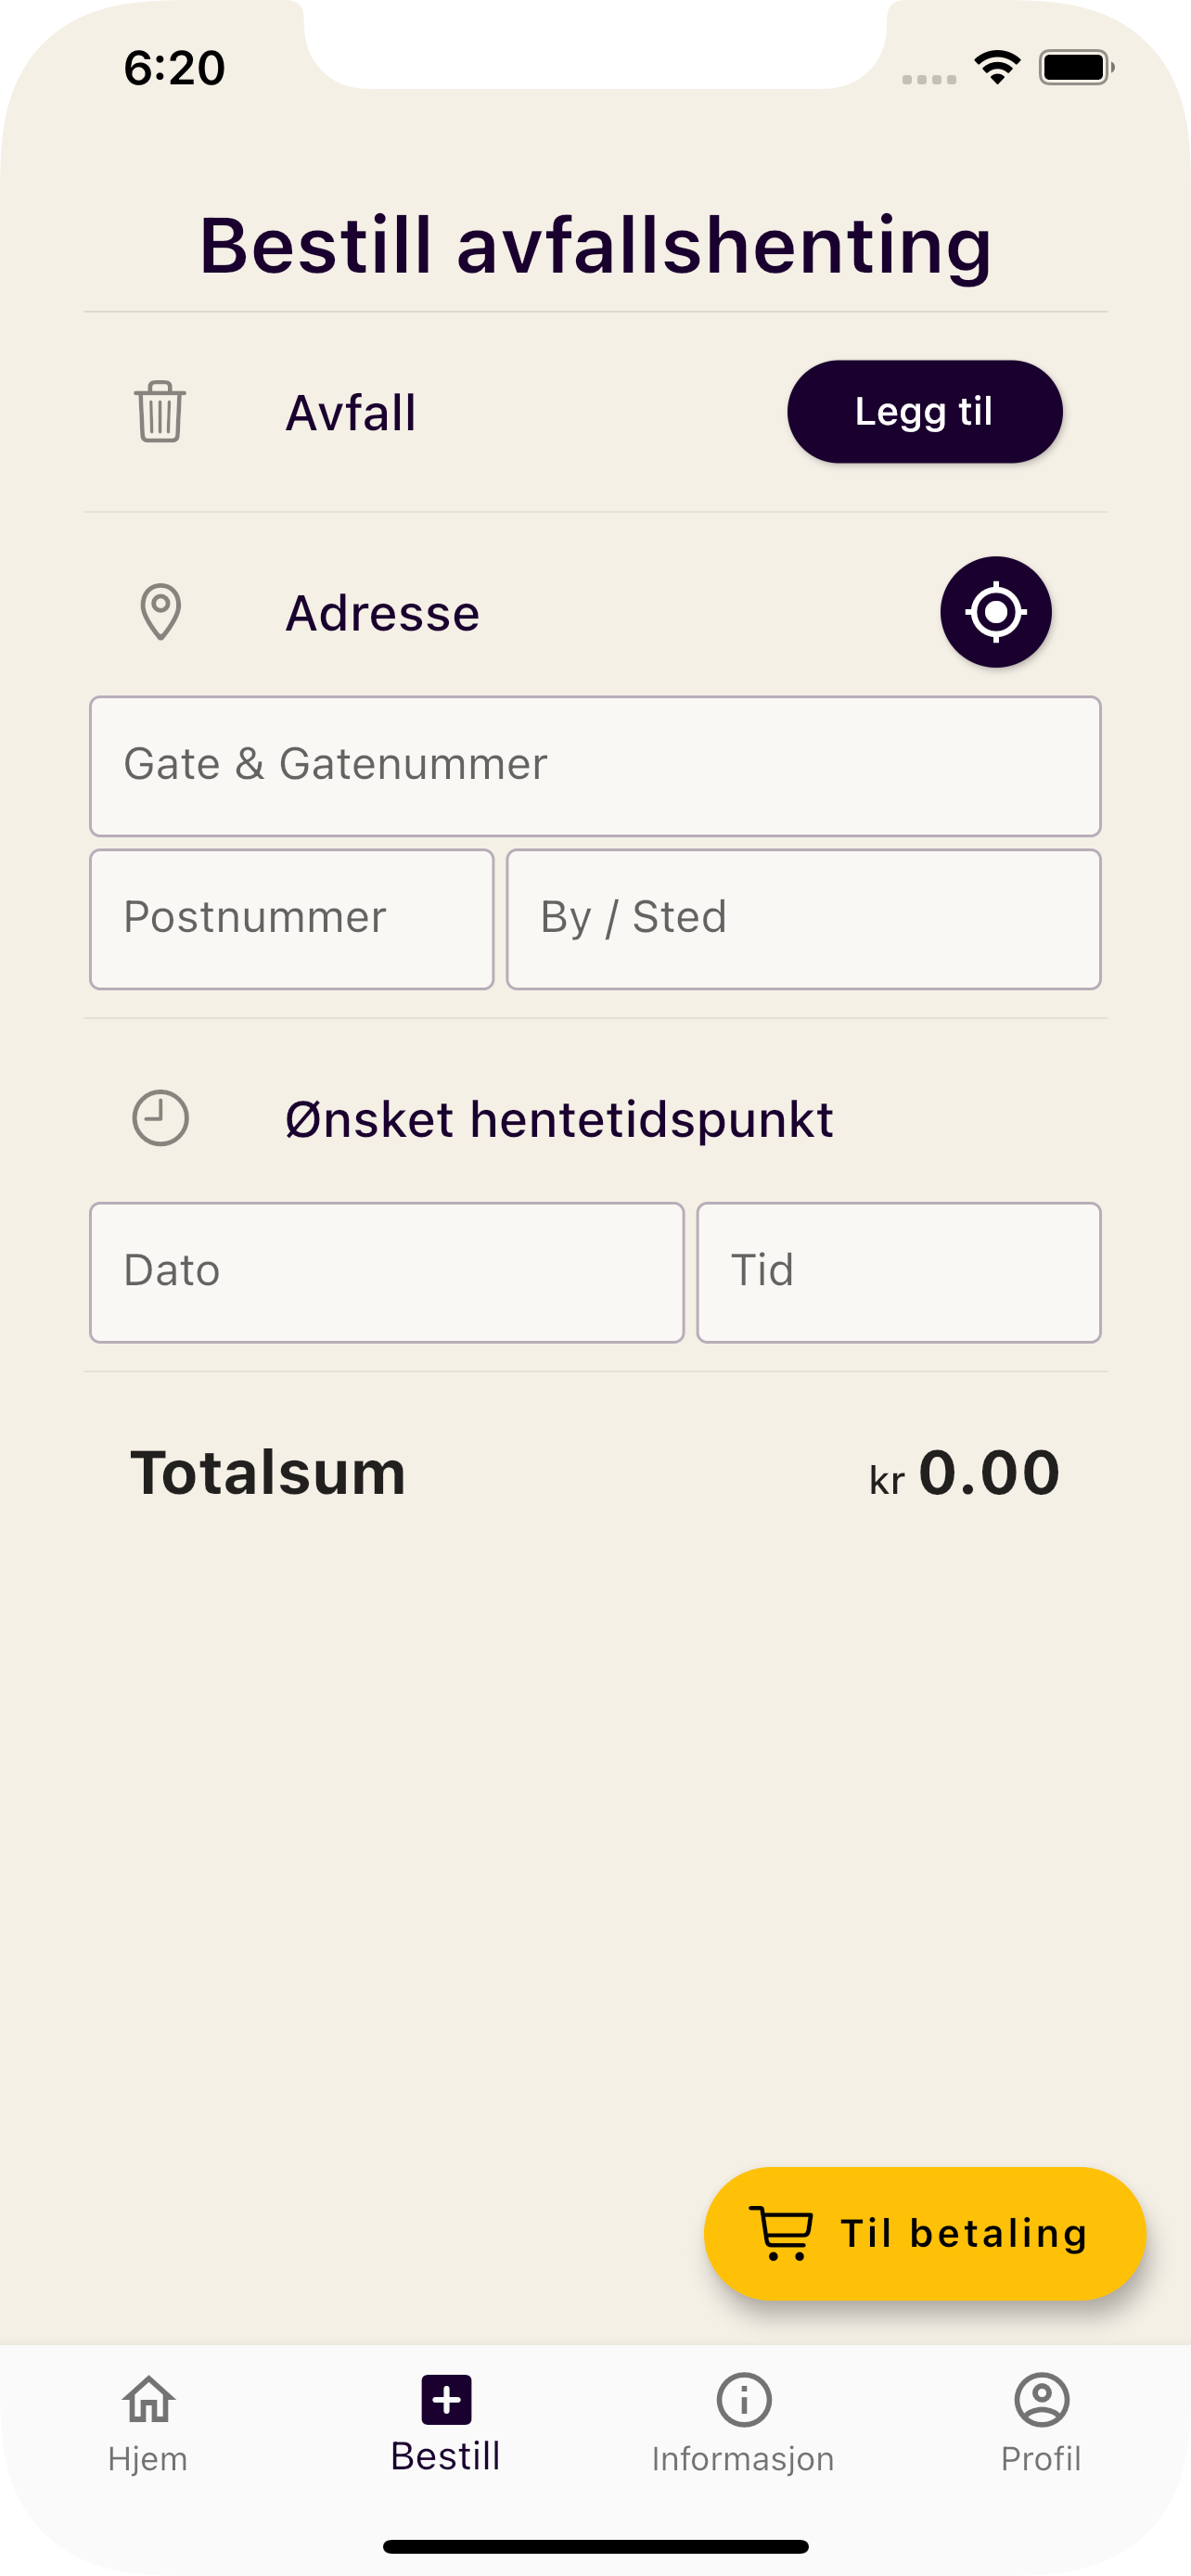 6:20
Bestill avfallshenting
Avfall
Legg til
Adresse
Gate & Gatenummer
Postnummer
By / Sted
Ønsket hentetidspunkt
Dato
Tid
Totalsum
kr 0.00
Til betaling
Hjem
Bestill
Informasjon
Profil